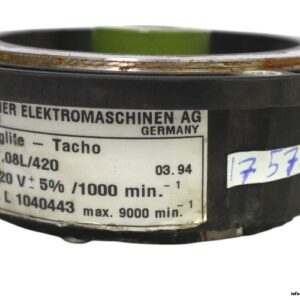 ER ELEKTROMASCHINEN AG
GERMANY
glite – Tacho
.08L/420 03.94
20 V ± 5% /1000 min.⁻¹
L 1040443 max. 9000 min.⁻¹
1757